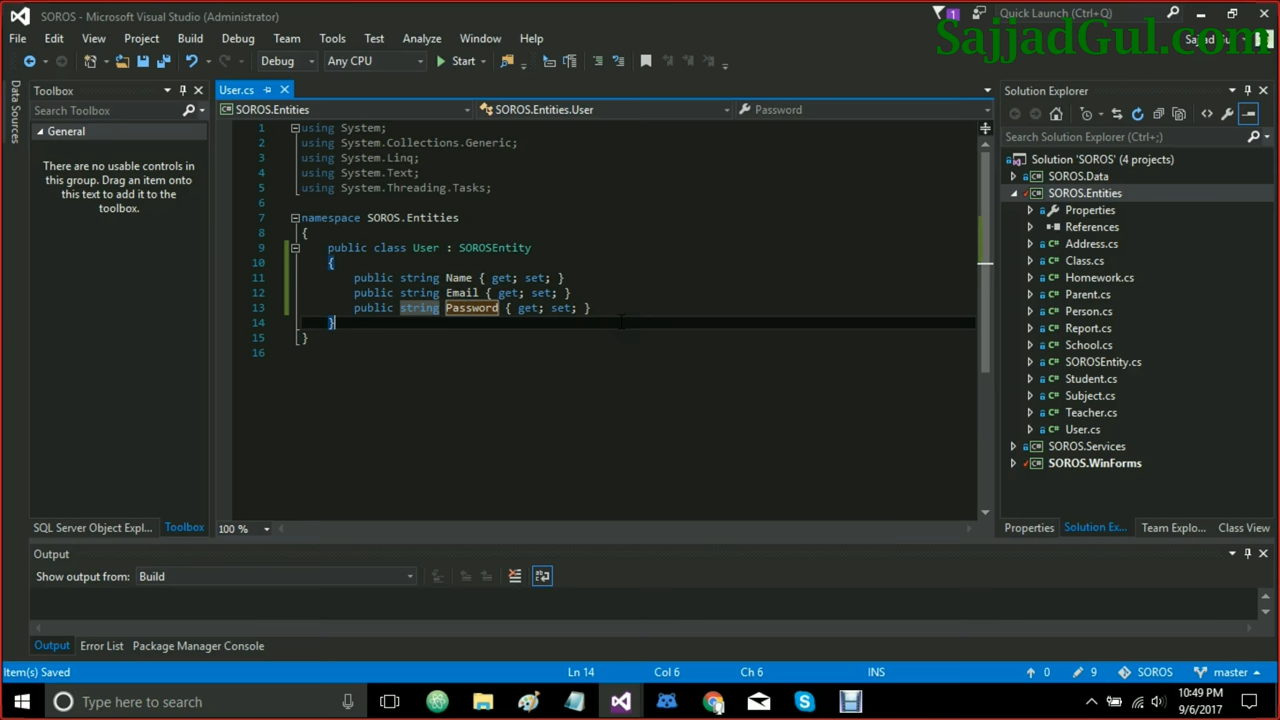 SOROS - Microsoft Visual Studio (Administrator)
1
Quick Launch (Ctrl+Q)
SajjadGul.com
File Edit View Project Build Debug Team Tools Test Analyze Window Help
Debug Any CPU Start
Data Sources
Toolbox
Search Toolbox
General
There are no usable controls in
this group. Drag an item onto
this text to add it to the
toolbox.
SQL Server Object Expl... Toolbox
User.cs
SOROS.Entities SOROS.Entities.User Password
1 using System;
2 using System.Collections.Generic;
3 using System.Linq;
4 using System.Text;
5 using System.Threading.Tasks;
6
7 namespace SOROS.Entities
8 {
9 public class User : SOROSEntity
10 {
11 public string Name { get; set; }
12 public string Email { get; set; }
13 public string Password { get; set; }
14 }
15 }
16
100 %
Solution Explorer
Search Solution Explorer (Ctrl+;)
Solution 'SOROS' (4 projects)
SOROS.Data
SOROS.Entities
Properties
References
Address.cs
Class.cs
Homework.cs
Parent.cs
Person.cs
Report.cs
School.cs
SOROSEntity.cs
Student.cs
Subject.cs
Teacher.cs
User.cs
SOROS.Services
SOROS.WinForms
Properties Solution Ex... Team Explo... Class View
Output
Show output from: Build
Output Error List Package Manager Console
Item(s) Saved Ln 14 Col 6 Ch 6 INS 0 9 SOROS master
Type here to search
10:49 PM
9/6/2017